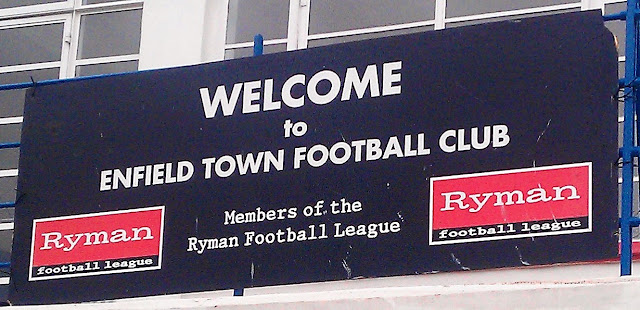 WELCOME
to
ENFIELD TOWN FOOTBALL CLUB
Members of the
Ryman Football League
Ryman
football league
Ryman
football league